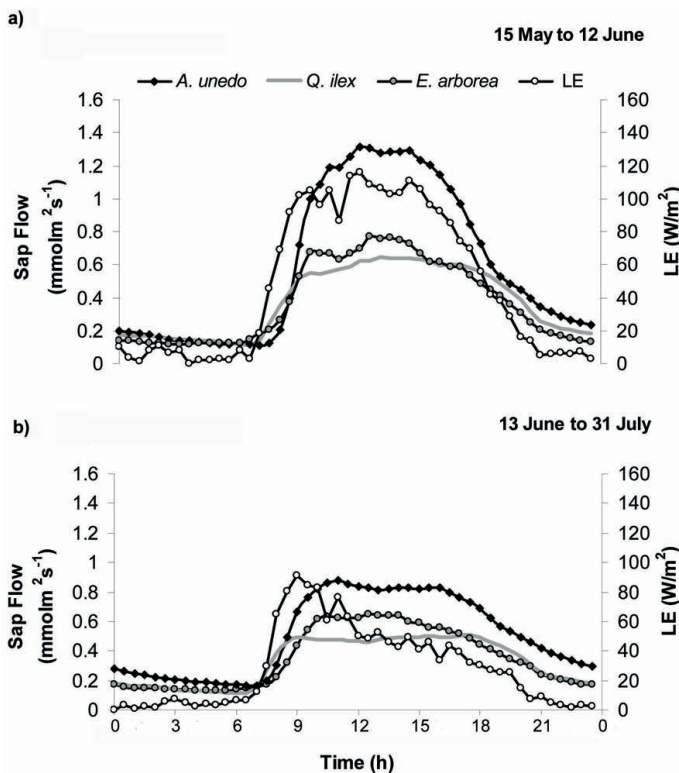 a)
15 May to 12 June
A. unedo Q. ilex E. arborea LE
1.6 160
1.4 140
1.2 120
1 100
0.8 80
0.6 60
0.4 40
0.2 20
0 0
Sap Flow
(mmolm ²s⁻¹)
LE (W/m²)
b)
13 June to 31 July
1.6 160
1.4 140
1.2 120
1 100
0.8 80
0.6 60
0.4 40
0.2 20
0 0
Sap Flow
(mmolm ²s⁻¹)
LE (W/m²)
0 3 6 9 12 15 18 21 24
Time (h)